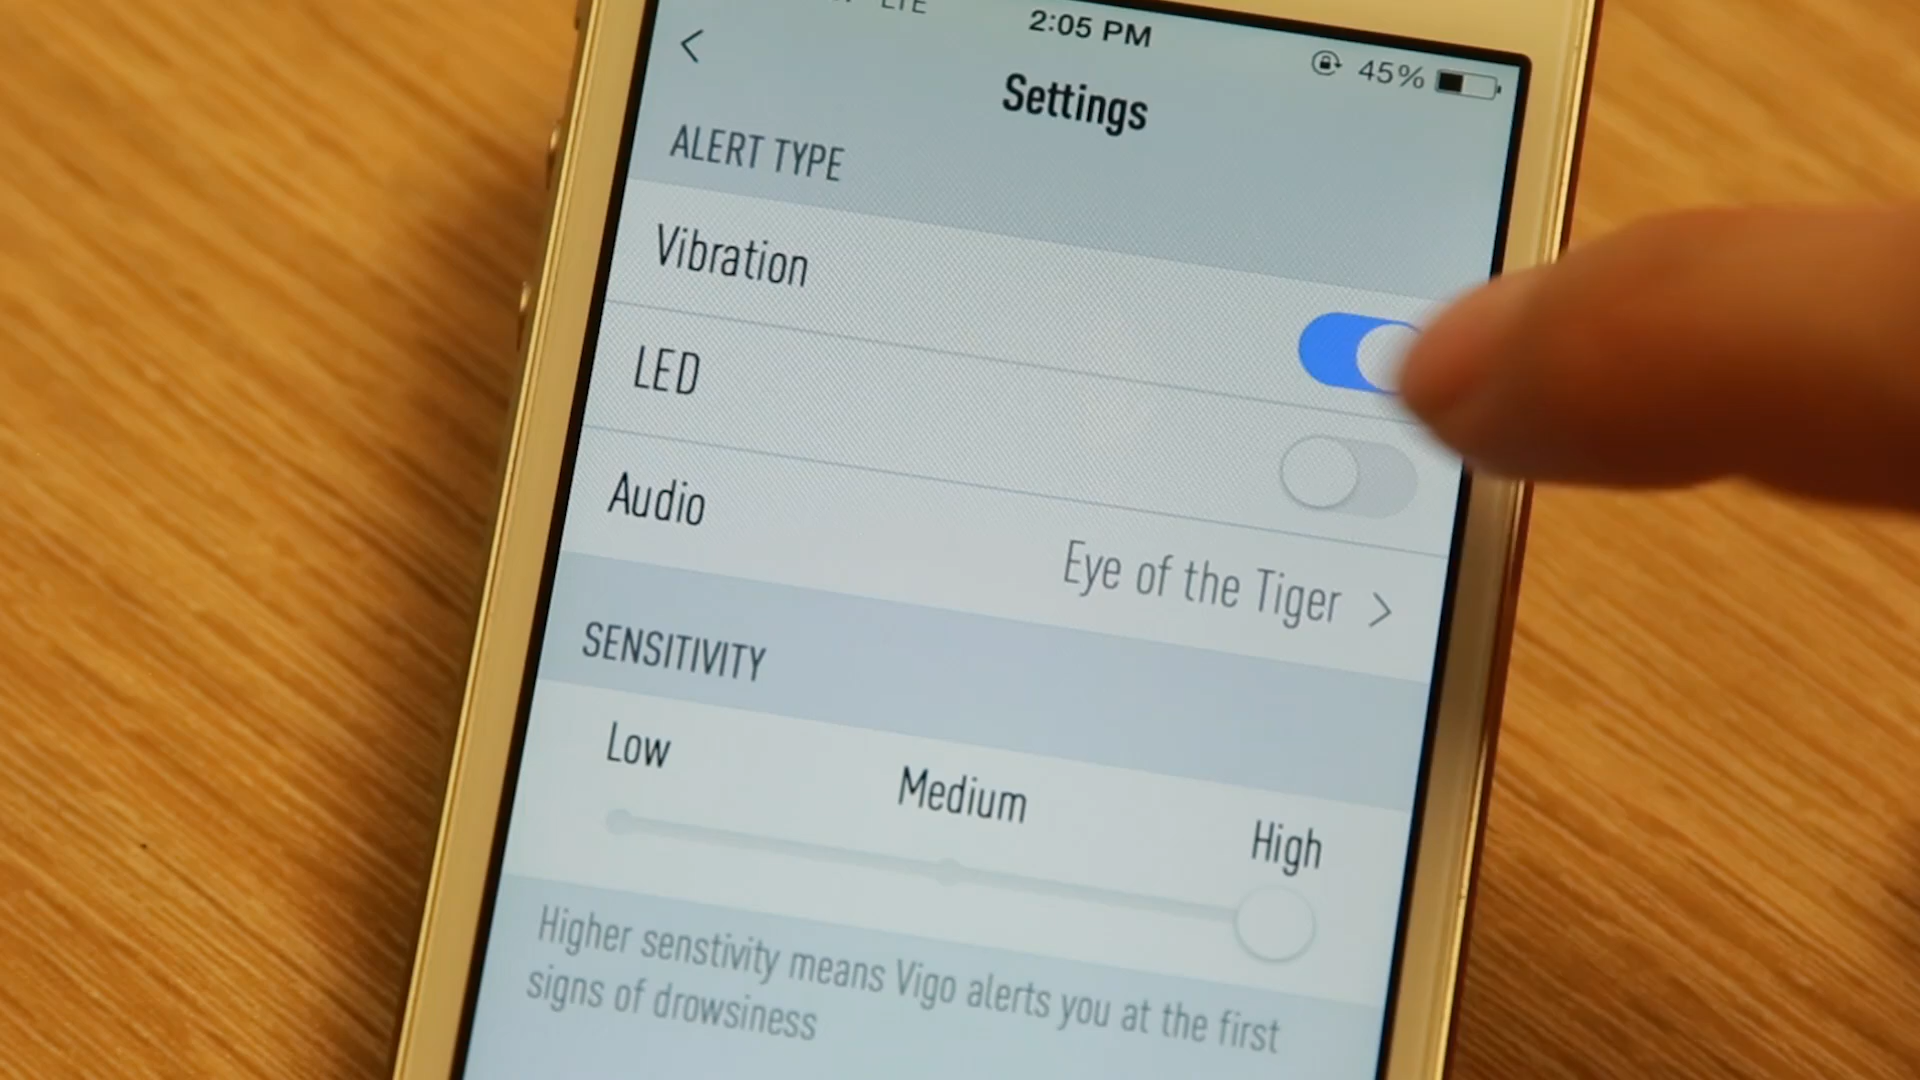 LTE
2:05 PM
45%
Settings
ALERT TYPE
Vibration
LED
Audio
Eye of the Tiger >
SENSITIVITY
Low
Medium
High
Higher senstivity means Vigo alerts you at the first
signs of drowsiness